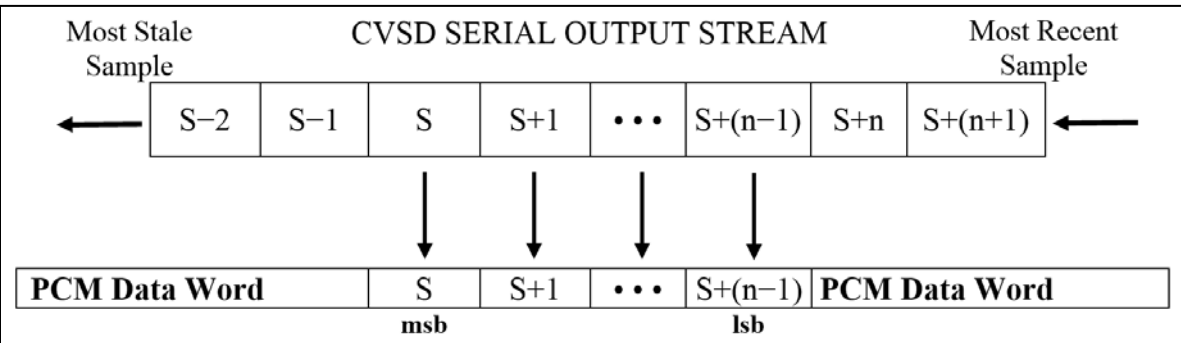 Most Stale
Sample
CVSD SERIAL OUTPUT STREAM
Most Recent
Sample
S−2 S−1 S S+1 • • • S+(n−1) S+n S+(n+1)
PCM Data Word S S+1 • • • S+(n−1) PCM Data Word
msb lsb